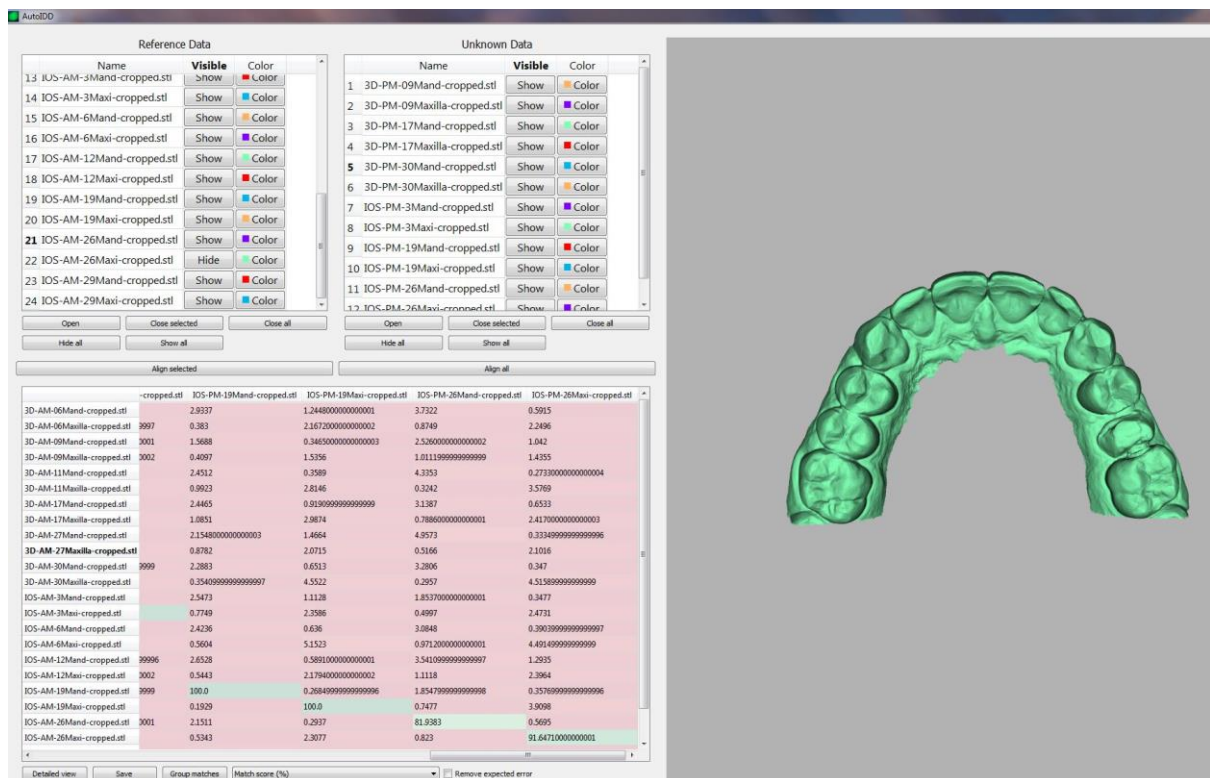 AutoIDD
Reference Data
Unknown Data
Name Visible Color
13 IOS-AM-3Mand-cropped.stl Show Color
14 IOS-AM-3Maxi-cropped.stl Show Color
15 IOS-AM-6Mand-cropped.stl Show Color
16 IOS-AM-6Maxi-cropped.stl Show Color
17 IOS-AM-12Mand-cropped.stl Show Color
18 IOS-AM-12Maxi-cropped.stl Show Color
19 IOS-AM-19Mand-cropped.stl Show Color
20 IOS-AM-19Maxi-cropped.stl Show Color
21 IOS-AM-26Mand-cropped.stl Show Color
22 IOS-AM-26Maxi-cropped.stl Hide Color
23 IOS-AM-29Mand-cropped.stl Show Color
24 IOS-AM-29Maxi-cropped.stl Show Color
Name Visible Color
1 3D-PM-09Mand-cropped.stl Show Color
2 3D-PM-09Maxilla-cropped.stl Show Color
3 3D-PM-17Mand-cropped.stl Show Color
4 3D-PM-17Maxilla-cropped.stl Show Color
5 3D-PM-30Mand-cropped.stl Show Color
6 3D-PM-30Maxilla-cropped.stl Show Color
7 IOS-PM-3Mand-cropped.stl Show Color
8 IOS-PM-3Maxi-cropped.stl Show Color
9 IOS-PM-19Mand-cropped.stl Show Color
10 IOS-PM-19Maxi-cropped.stl Show Color
11 IOS-PM-26Mand-cropped.stl Show Color
12 IOS-PM-26Maxi-cropped.stl Show Color
Open Close selected Close all
Hide all Show all
Open Close selected Close all
Hide all Show all
Align selected Align all
-cropped.stl IOS-PM-19Mand-cropped.stl IOS-PM-19Maxi-cropped.stl IOS-PM-26Mand-cropped.stl IOS-PM-26Maxi-cropped.stl
3D-AM-06Mand-cropped.stl 2.9337 1.2448000000000001 3.7322 0.5915
3D-AM-06Maxilla-cropped.stl 9997 0.383 2.1672000000000002 0.8749 2.2496
3D-AM-09Mand-cropped.stl 0001 1.5688 0.34650000000000003 2.5260000000000002 1.042
3D-AM-09Maxilla-cropped.stl 0002 0.4097 1.5356 1.0111999999999999 1.4355
3D-AM-11Mand-cropped.stl 2.4512 0.3589 4.3353 0.27330000000000004
3D-AM-11Maxilla-cropped.stl 0.9923 2.8146 0.3242 3.5769
3D-AM-17Mand-cropped.stl 2.4465 0.9190999999999999 3.1387 0.6533
3D-AM-17Maxilla-cropped.stl 1.0851 2.9874 0.7886000000000001 2.4170000000000003
3D-AM-27Mand-cropped.stl 2.1548000000000003 1.4664 4.9573 0.33349999999999996
3D-AM-27Maxilla-cropped.stl 0.8782 2.0715 0.5166 2.1016
3D-AM-30Mand-cropped.stl 9999 2.2883 0.6513 3.2806 0.347
3D-AM-30Maxilla-cropped.stl 0.35409999999999997 4.5522 0.2957 4.515899999999999
IOS-AM-3Mand-cropped.stl 2.5473 1.1128 1.8537000000000001 0.3477
IOS-AM-3Maxi-cropped.stl 0.7749 2.3586 0.4997 2.4731
IOS-AM-6Mand-cropped.stl 2.4236 0.636 3.0848 0.39039999999999997
IOS-AM-6Maxi-cropped.stl 0.5604 5.1523 0.9712000000000001 4.491499999999999
IOS-AM-12Mand-cropped.stl 99996 2.6528 0.5891000000000001 3.5410999999999997 1.2935
IOS-AM-12Maxi-cropped.stl 0002 0.5443 2.1794000000000002 1.1118 2.3964
IOS-AM-19Mand-cropped.stl 9999 100.0 0.26849999999999996 1.8547999999999998 0.35769999999999996
IOS-AM-19Maxi-cropped.stl 0.1929 100.0 0.7477 3.9098
IOS-AM-26Mand-cropped.stl 0001 2.1511 0.2937 81.9383 0.5695
IOS-AM-26Maxi-cropped.stl 0.5343 2.3077 0.823 91.64710000000001
Detailed view Save Group matches Match score (%) Remove expected error